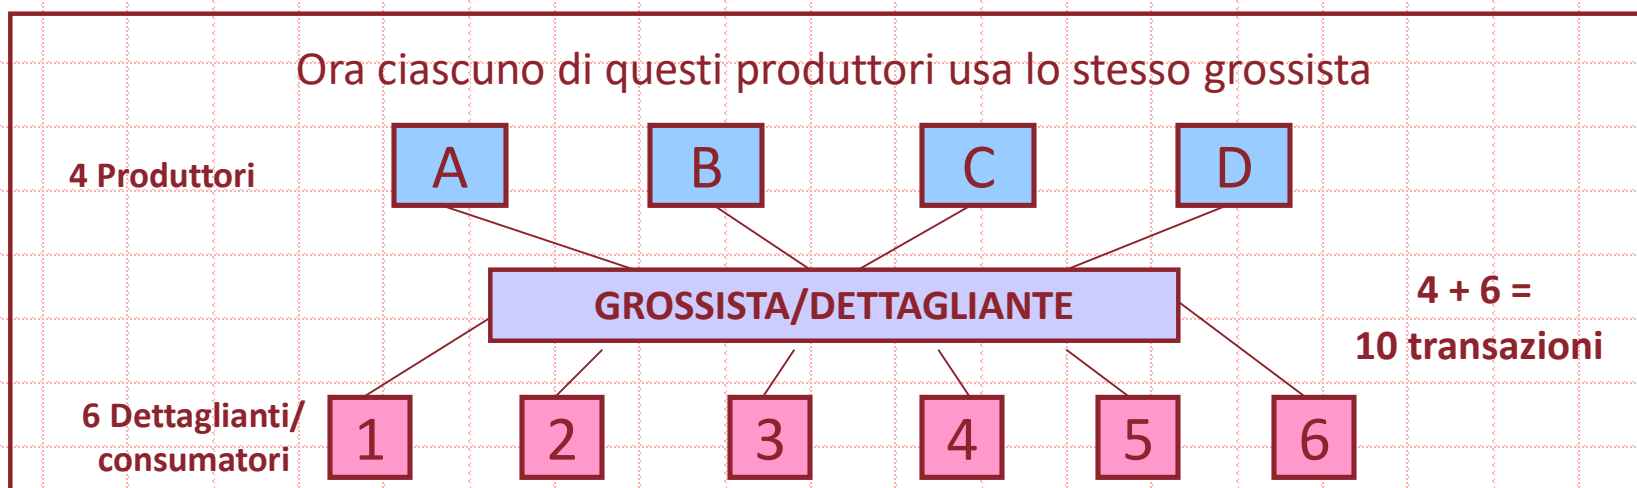 Ora ciascuno di questi produttori usa lo stesso grossista
4 Produttori
A
B
C
D
GROSSISTA/DETTAGLIANTE
4 + 6 =
10 transazioni
6 Dettaglianti/
consumatori
1
2
3
4
5
6